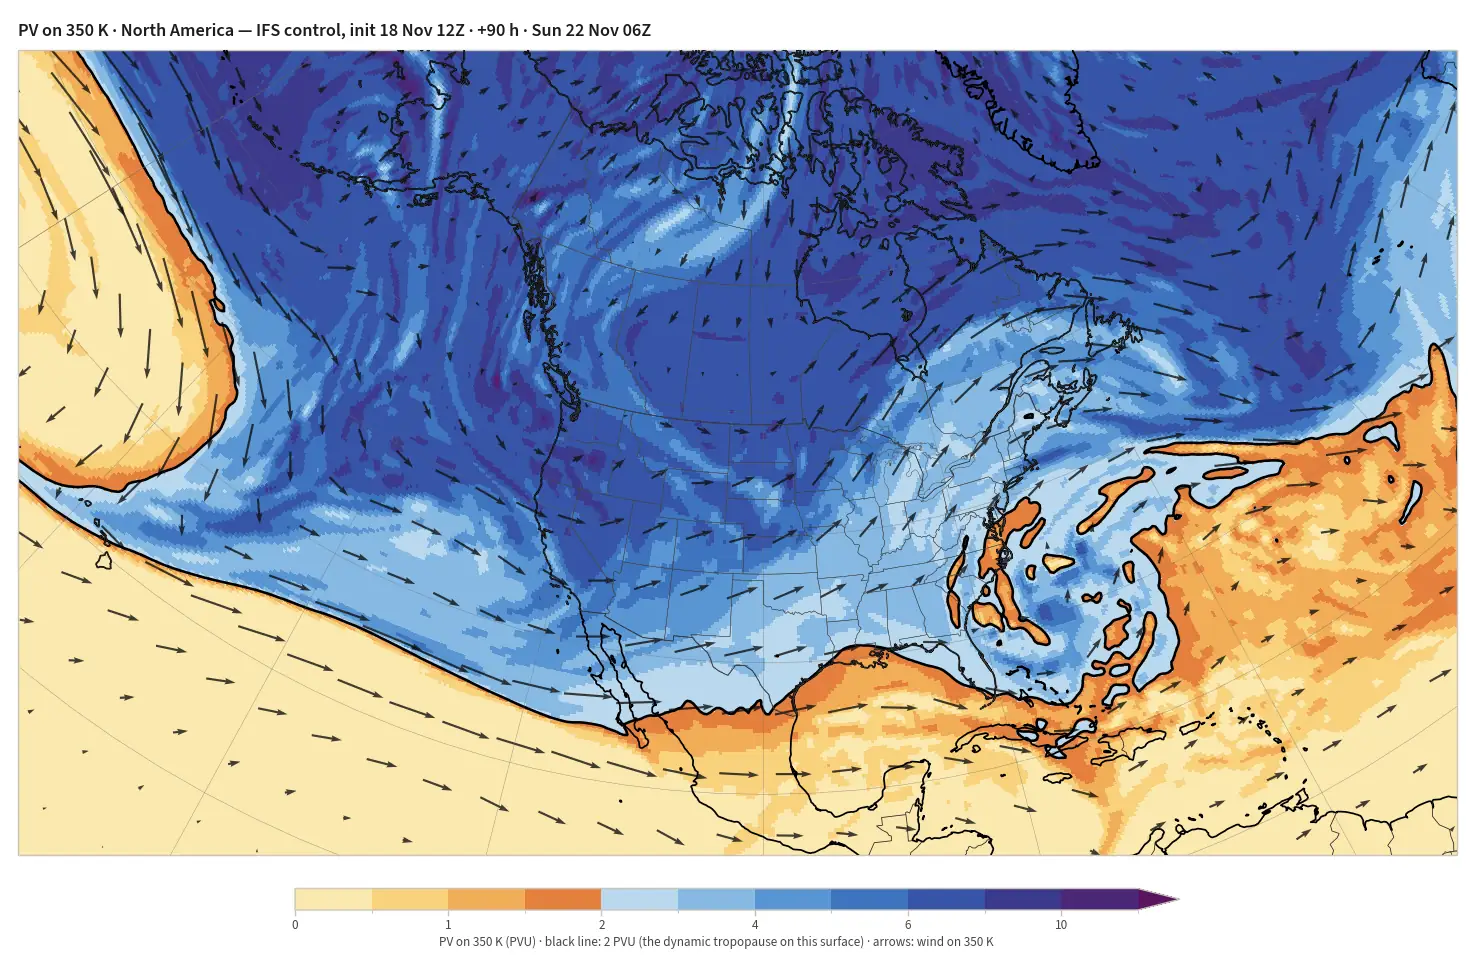 PV on 350 K · North America — IFS control, init 18 Nov 12Z · +90 h · Sun 22 Nov 06Z
0 1 2 4 6 10
PV on 350 K (PVU) · black line: 2 PVU (the dynamic tropopause on this surface) · arrows: wind on 350 K